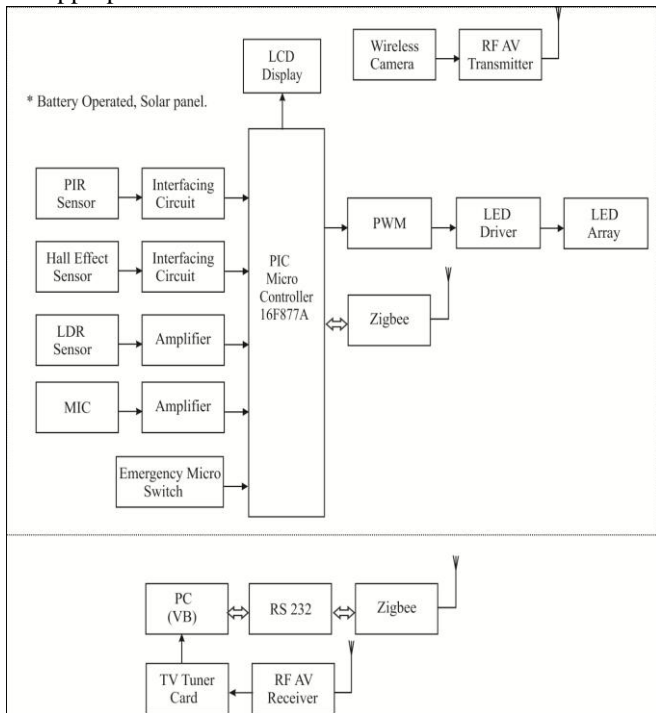 LCD
Display
Wireless
Camera
RF AV
Transmitter
* Battery Operated, Solar panel.
PIR
Sensor
Interfacing
Circuit
Hall Effect
Sensor
Interfacing
Circuit
LDR
Sensor
Amplifier
MIC
Amplifier
Emergency Micro
Switch
PIC
Micro
Controller
16F877A
PWM
LED
Driver
LED
Array
Zigbee
PC
(VB)
RS 232
Zigbee
TV Tuner
Card
RF AV
Receiver